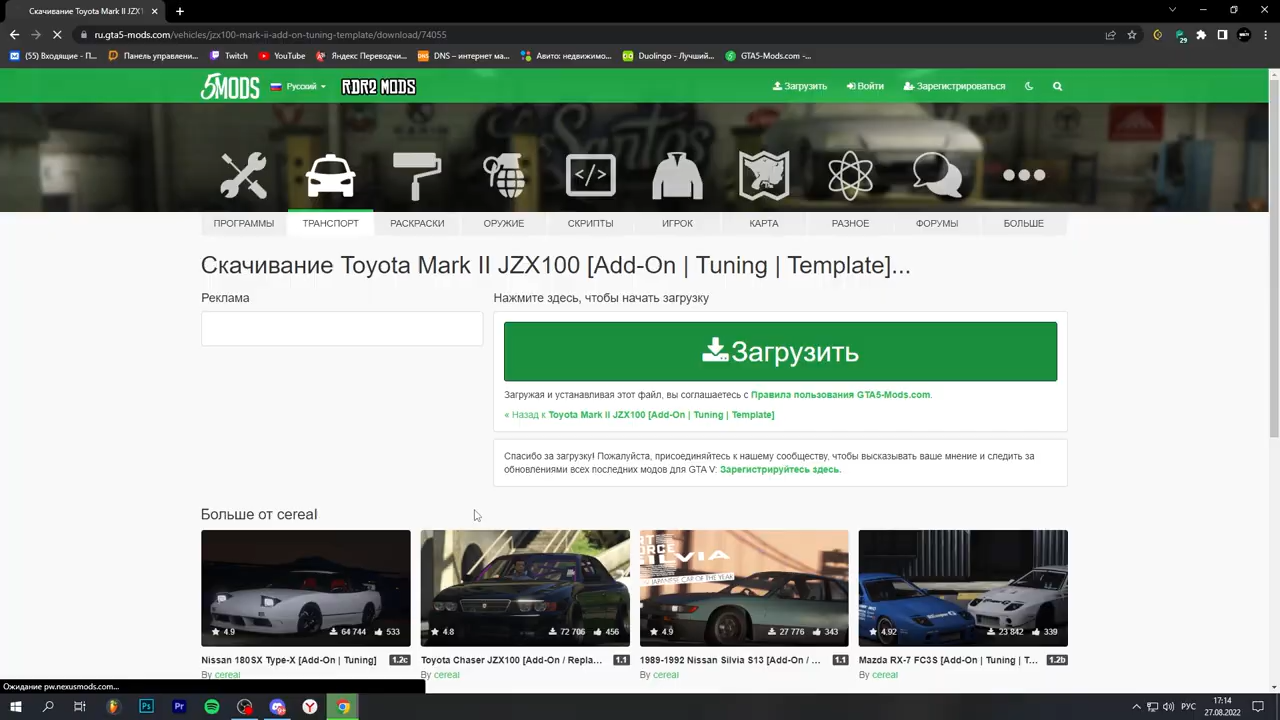 Скачивание Toyota Mark II JZX1
ru.gta5-mods.com/vehicles/jzx100-mark-ii-addon-tuning-template/download/74055
(55) Входящие - П...
Панель управлени...
Twitch
YouTube
Яндекс Переводчи...
DNS – интернет ма...
Авито: недвижимо...
Duolingo - Лучший...
GTA5-Mods.com -...
5MODS
Русский
RDR2 MODS
Загрузить
Войти
Зарегистрироваться
ПРОГРАММЫ
ТРАНСПОРТ
РАСКРАСКИ
ОРУЖИЕ
СКРИПТЫ
ИГРОК
КАРТА
РАЗНОЕ
ФОРУМЫ
БОЛЬШЕ
Скачивание Toyota Mark II JZX100 [Add-On | Tuning | Template]...
Реклама
Нажмите здесь, чтобы начать загрузку
Загрузить
Загружая и устанавливая этот файл, вы соглашаетесь с Правила пользования GTA5-Mods.com.
« Назад к Toyota Mark II JZX100 [Add-On | Tuning | Template]
Спасибо за загрузку! Пожалуйста, присоединяйтесь к нашему сообществу, чтобы высказывать ваше мнение и следить за
обновлениями всех последних модов для GTA V: Зарегистрируйтесь здесь.
Больше от cereal
4.9 64 744 533
4.8 72 706 456
4.9 27 776 343
4.92 23 842 339
Nissan 180SX Type-X [Add-On | Tuning] 1.2c
By cereal
Toyota Chaser JZX100 [Add-On / Repla... 1.1
By cereal
1989-1992 Nissan Silvia S13 [Add-On / ... 1.1
By cereal
Mazda RX-7 FC3S [Add-On | Tuning | T... 1.2b
By cereal
Ожидание pw.nexusmods.com...
РУС
17:14
27.08.2022